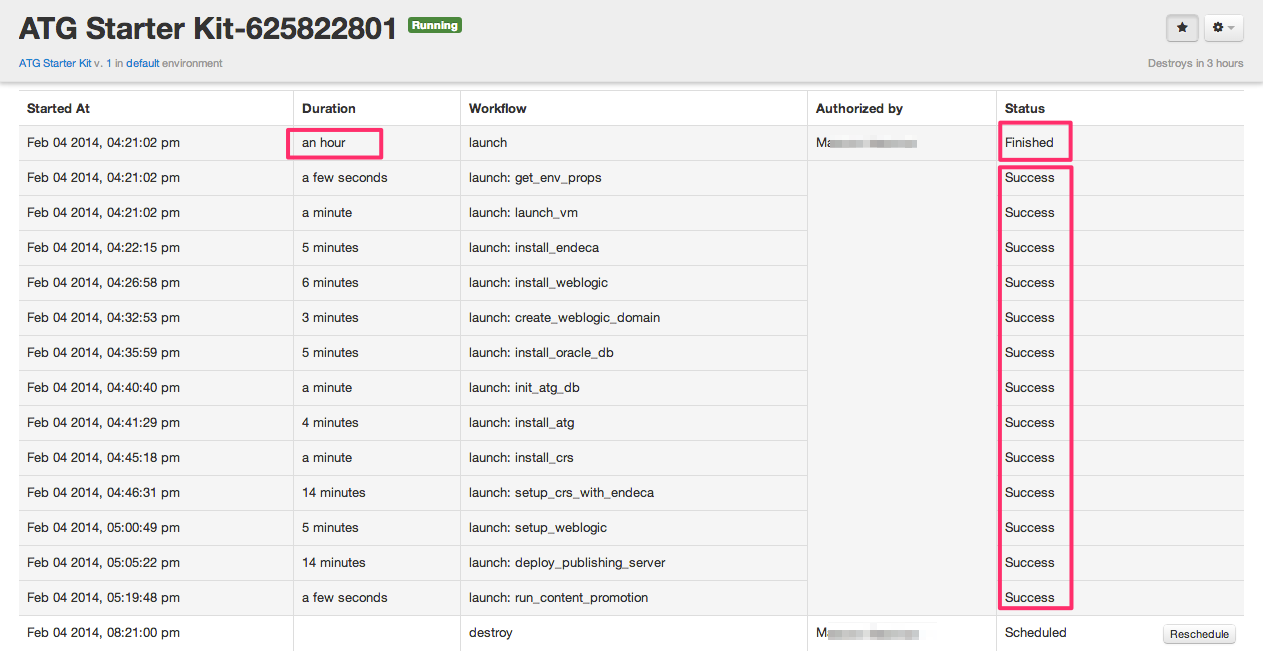 ATG Starter Kit-625822801 Running
ATG Starter Kit v. 1 in default environment Destroys in 3 hours
Started At Duration Workflow Authorized by Status
Feb 04 2014, 04:21:02 pm an hour launch Finished
Feb 04 2014, 04:21:02 pm a few seconds launch: get_env_props Success
Feb 04 2014, 04:21:02 pm a minute launch: launch_vm Success
Feb 04 2014, 04:22:15 pm 5 minutes launch: install_endeca Success
Feb 04 2014, 04:26:58 pm 6 minutes launch: install_weblogic Success
Feb 04 2014, 04:32:53 pm 3 minutes launch: create_weblogic_domain Success
Feb 04 2014, 04:35:59 pm 5 minutes launch: install_oracle_db Success
Feb 04 2014, 04:40:40 pm a minute launch: init_atg_db Success
Feb 04 2014, 04:41:29 pm 4 minutes launch: install_atg Success
Feb 04 2014, 04:45:18 pm a minute launch: install_crs Success
Feb 04 2014, 04:46:31 pm 14 minutes launch: setup_crs_with_endeca Success
Feb 04 2014, 05:00:49 pm 5 minutes launch: setup_weblogic Success
Feb 04 2014, 05:05:22 pm 14 minutes launch: deploy_publishing_server Success
Feb 04 2014, 05:19:48 pm a few seconds launch: run_content_promotion Success
Feb 04 2014, 08:21:00 pm destroy Scheduled Reschedule